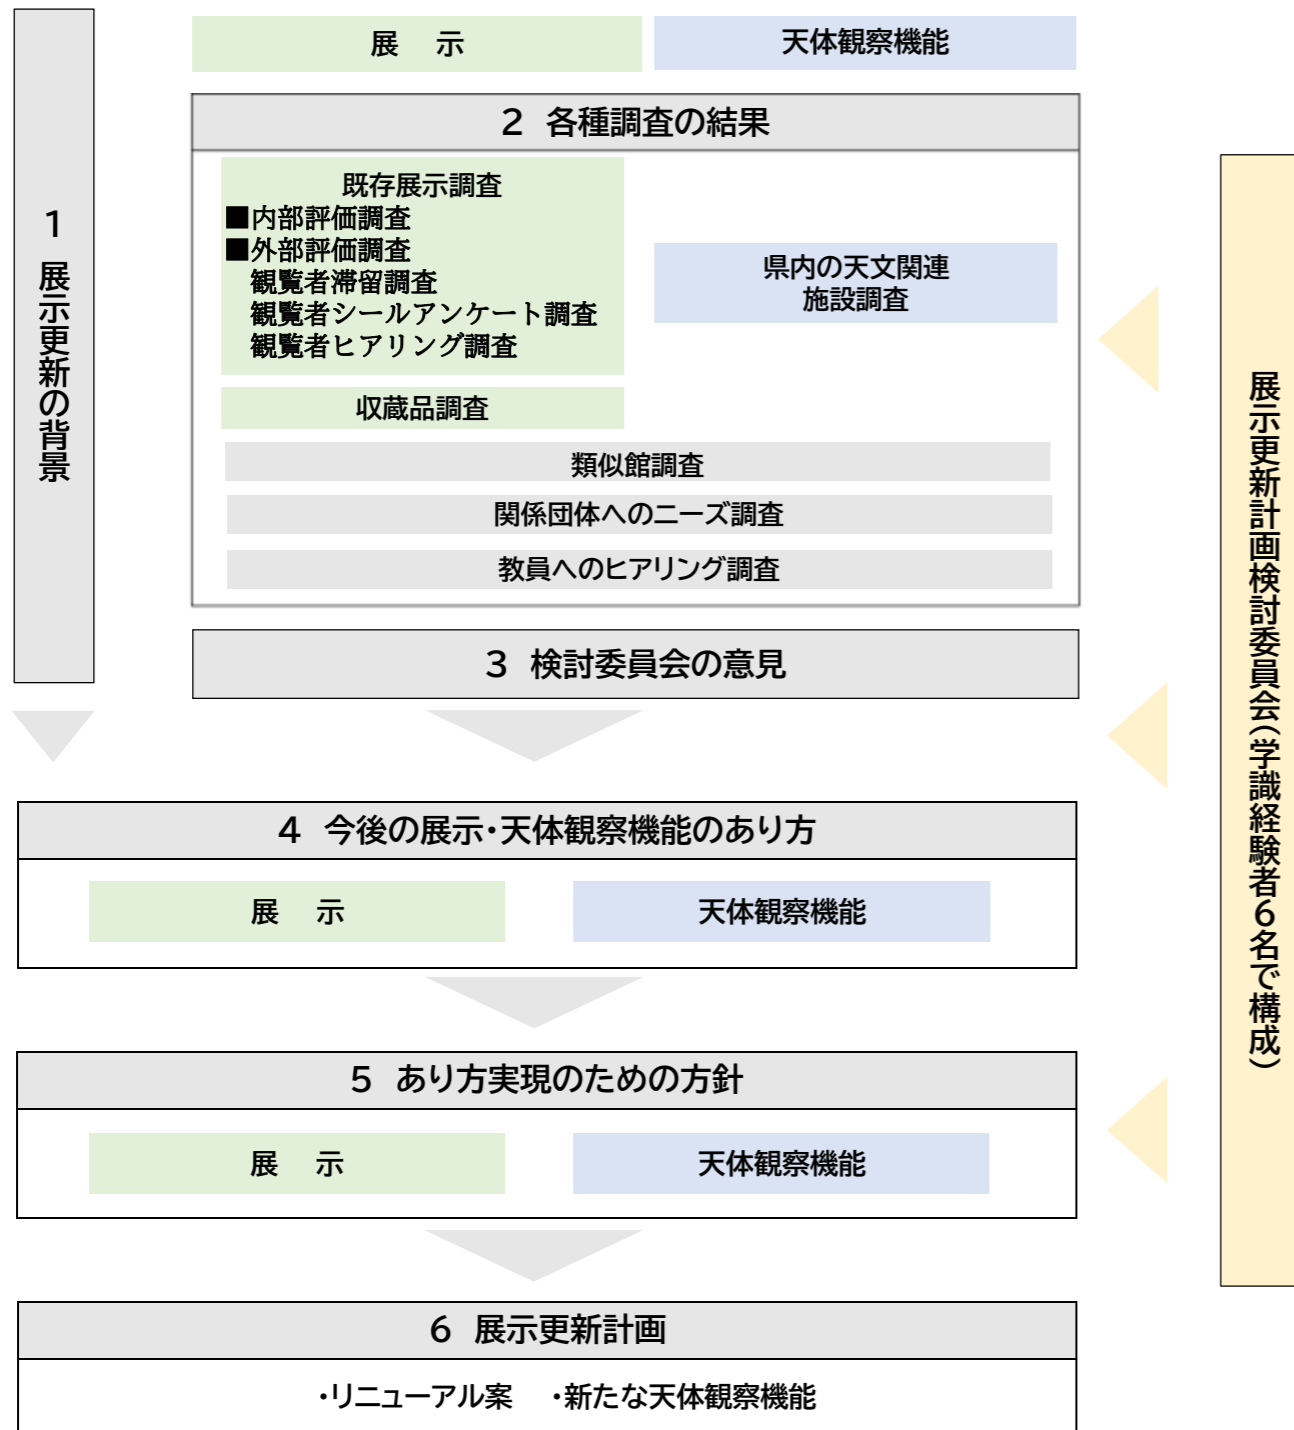 1 展示更新の背景
展 示
天体観察機能
2 各種調査の結果
既存展示調査
■内部評価調査
■外部評価調査
観覧者滞留調査
観覧者シールアンケート調査
観覧者ヒアリング調査
県内の天文関連
施設調査
収蔵品調査
類似館調査
関係団体へのニーズ調査
教員へのヒアリング調査
3 検討委員会の意見
4 今後の展示・天体観察機能のあり方
展 示
天体観察機能
5 あり方実現のための方針
展 示
天体観察機能
6 展示更新計画
・リニューアル案 ・新たな天体観察機能
展示更新計画検討委員会(学識経験者6名で構成)